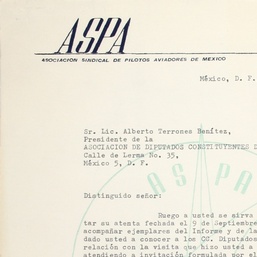 ASPA
ASOCIACIÓN SINDICAL DE PILOTOS AVIADORES DE MÉXICO
México, D. F.
Sr. Lic. Alberto Terrones Benítez,
Presidente de la
ASOCIACION DE DIPUTADOS CONSTITUYENTES D
Calle de Lerma No. 35,
México 5, D. F.
Distinguido señor:
ASPA
Ruego a usted se sirva
tar su atenta fechada el 9 de Septiembre
acompañar ejemplares del Informe y de la
dado usted a conocer a los CC. Diputados
relación con la visita que hizo usted a
atendiendo a invitación formulada por el